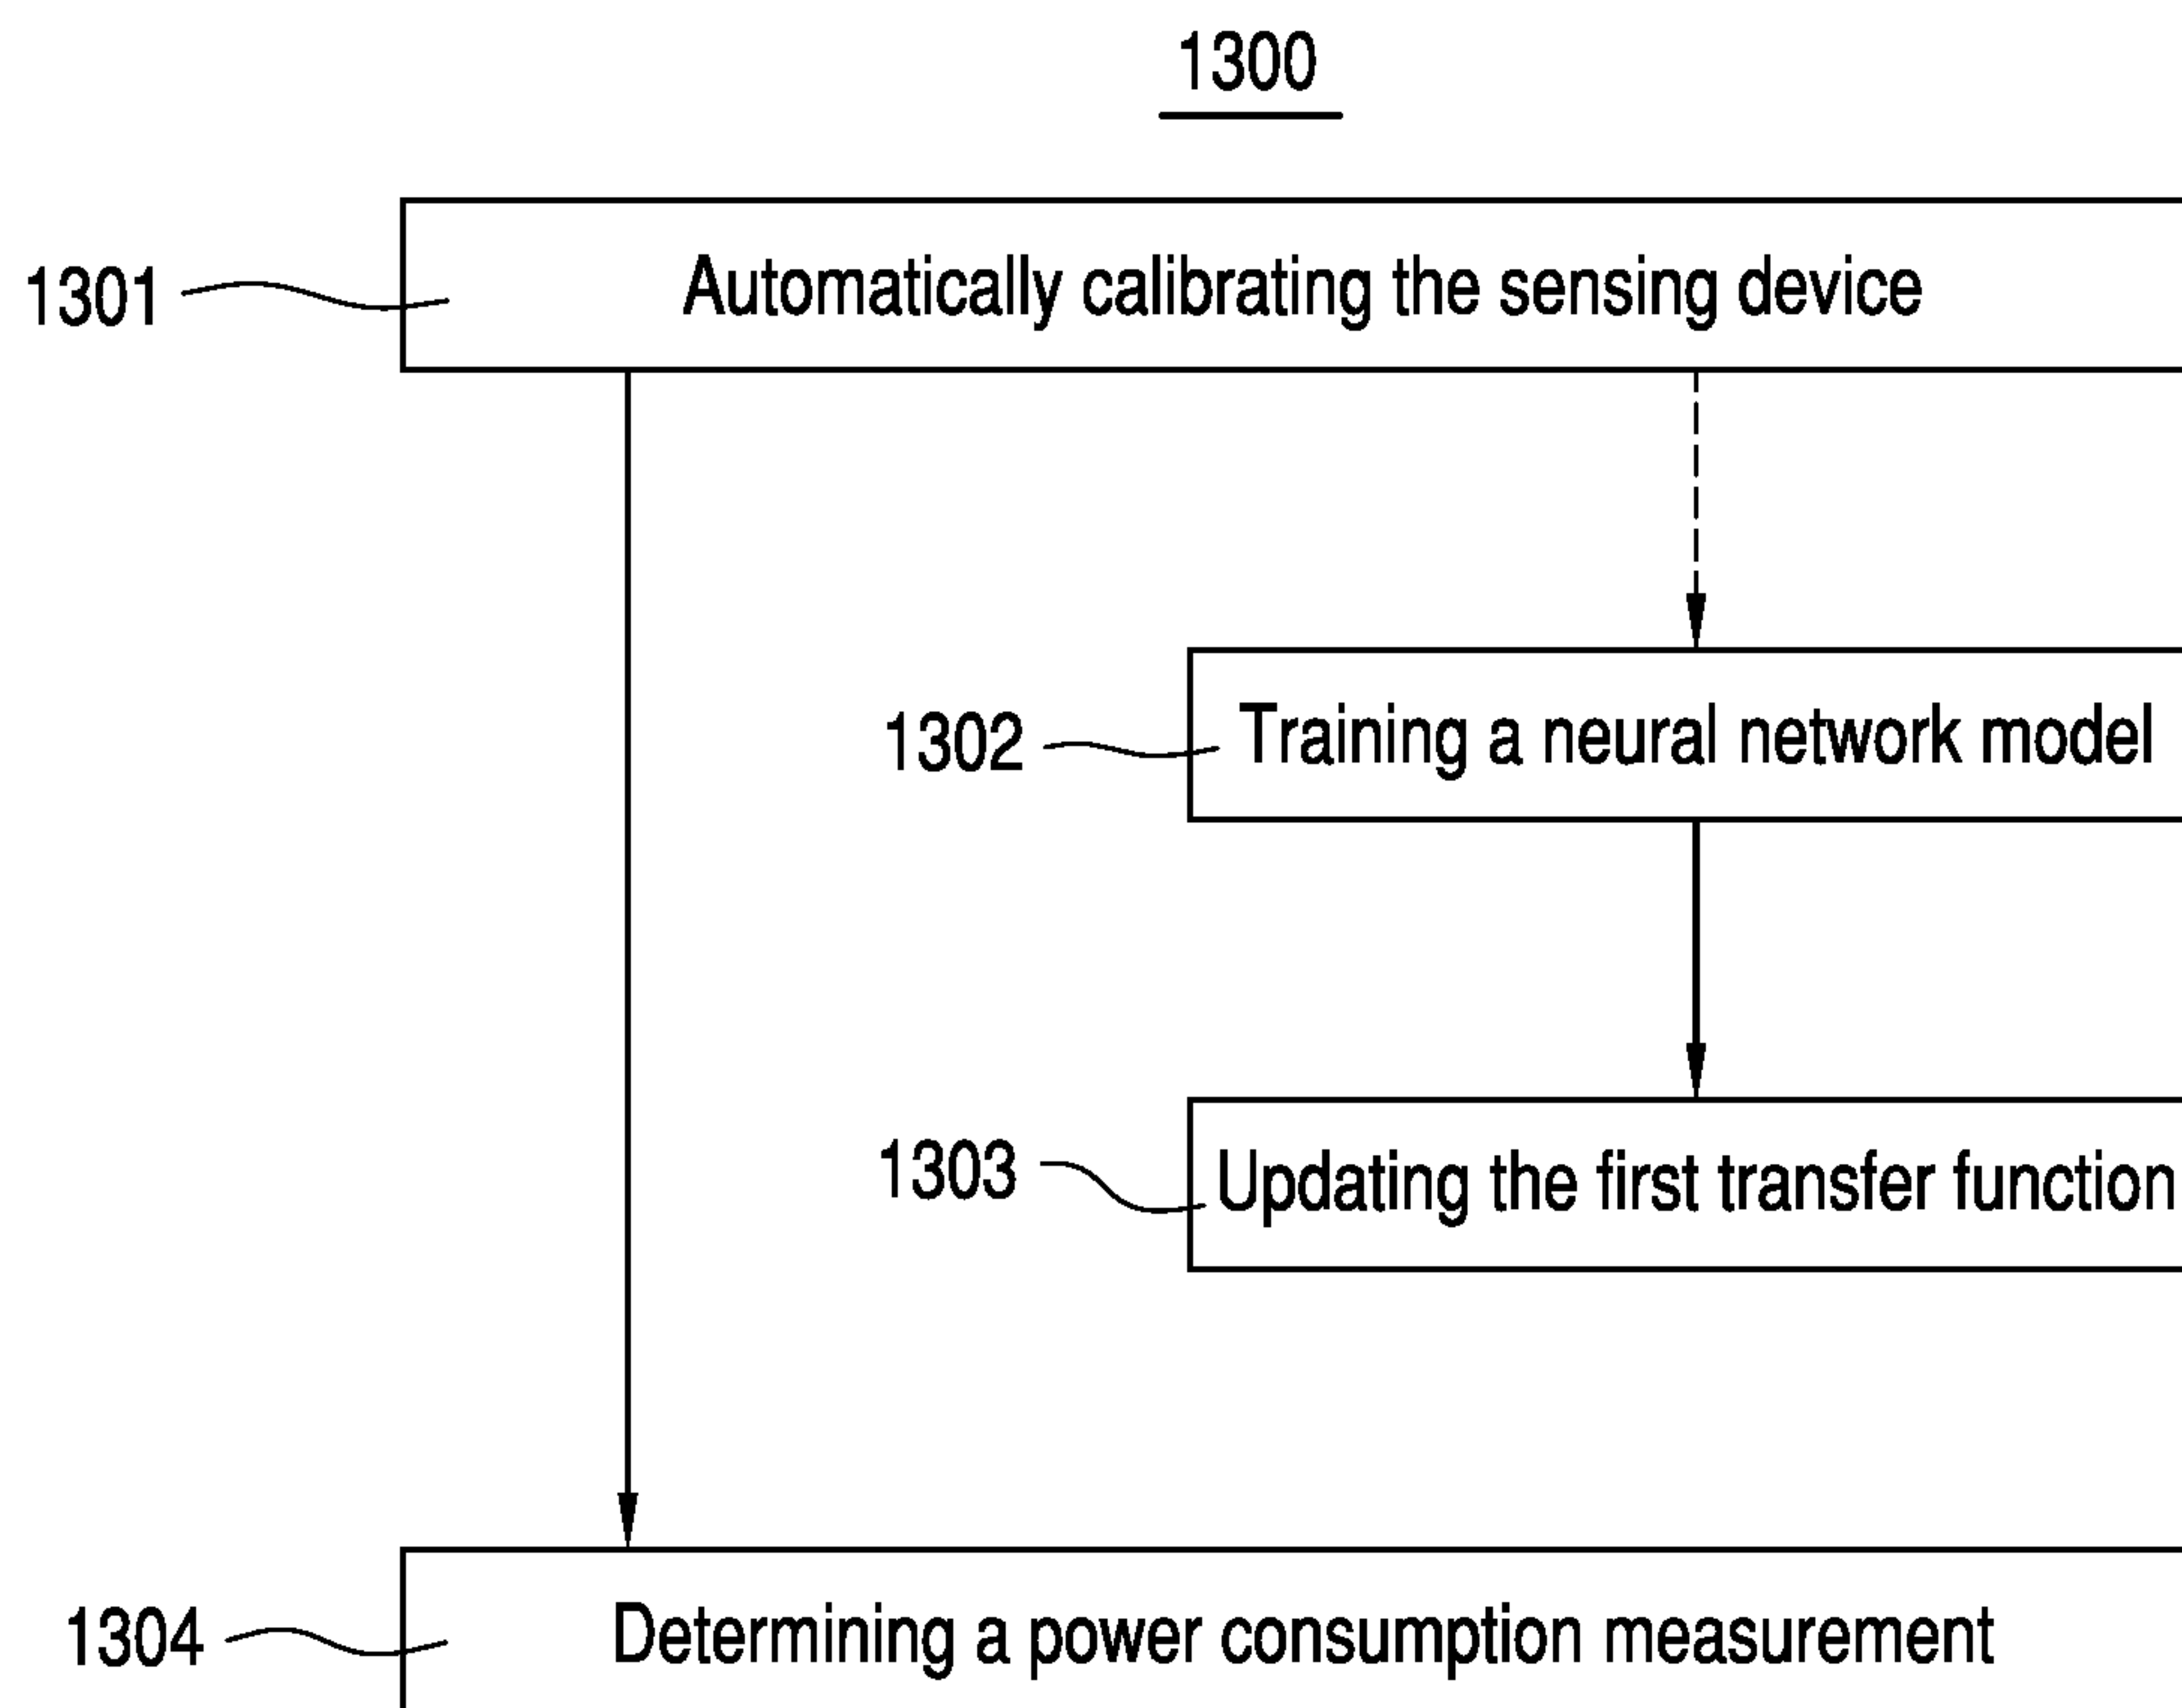 1300
1301
Automatically calibrating the sensing device
1302
Training a neural network model
1303
Updating the first transfer function
1304
Determining a power consumption measurement